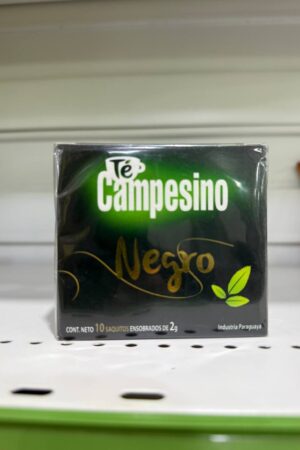 Té
Campesino
Negro
CONT. NETO 10 SAQUITOS ENSOBRADOS DE 2g
Industria Paraguaya